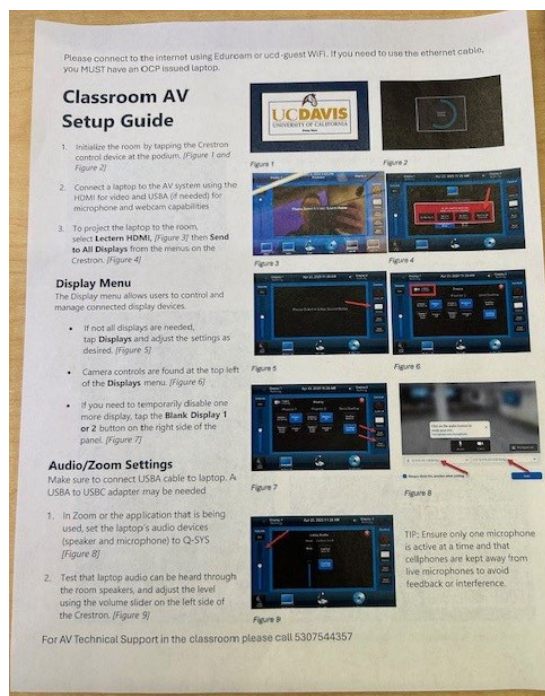 Please connect to the internet using Eduroam or ucd-guest WiFi. If you need to use the ethernet cable,
you MUST have an OCP issued laptop.
Classroom AV
Setup Guide
1. Initialize the room by tapping the Crestron
control device at the podium. [Figure 1 and
Figure 2]
2. Connect a laptop to the AV system using the
HDMI for video and USBA (if needed) for
microphone and webcam capabilities
3. To project the laptop to the room,
select Lectern HDMI, [Figure 3] then Send
to All Displays from the menus on the
Crestron. [Figure 4]
Display Menu
The Display menu allows users to control and
manage connected display devices.
• If not all displays are needed,
tap Displays and adjust the settings as
desired. [Figure 5]
• Camera controls are found at the top left
of the Displays menu. [Figure 6]
• If you need to temporarily disable one
more display, tap the Blank Display 1
or 2 button on the right side of the
panel. [Figure 7]
Audio/Zoom Settings
Make sure to connect USBA cable to laptop. A
USBA to USBC adapter may be needed
1. In Zoom or the application that is being
used, set the laptop's audio devices
(speaker and microphone) to Q-SYS
[Figure 8]
2. Test that laptop audio can be heard through
the room speakers, and adjust the level
using the volume slider on the left side of
the Crestron. [Figure 9]
UCDAVIS
UNIVERSITY OF CALIFORNIA
Figure 1
Figure 2
Figure 3
Figure 4
Figure 5
Figure 6
Figure 7
Figure 8
Figure 9
TIP: Ensure only one microphone
is active at a time and that
cellphones are kept away from
live microphones to avoid
feedback or interference.
For AV Technical Support in the classroom please call 5307544357